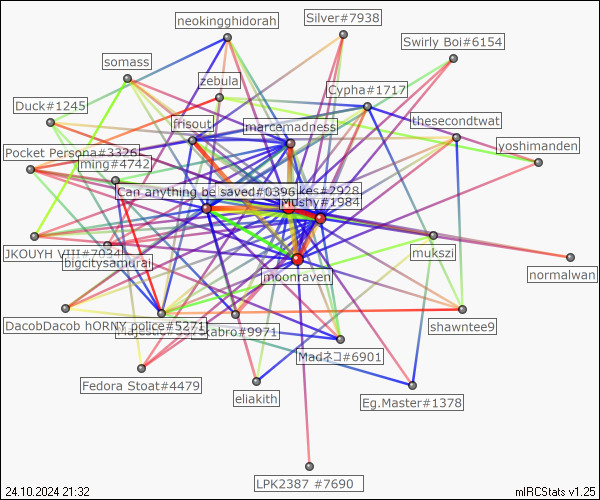 neokingghidorah
Silver#7938
Swirly Boi#6154
somass
zebula
Cypha#1717
Duck#1245
frisout
marcemadness
thesecondtwat
yoshimanden
Pocket Persona#3326
ming#4742
Can anything be saved#0396
kes#2928
Mushy#1984
JKOUYH VIII#7034
bigcitysamurai
moonraven
mukszi
normalwan
DacobDacob hORNY police#5271
kabro#9971
shawntee9
Madネコ#6901
Fedora Stoat#4479
eliakith
Eg.Master#1378
LPK2387 #7690
24.10.2024 21:32
mIRCStats v1.25